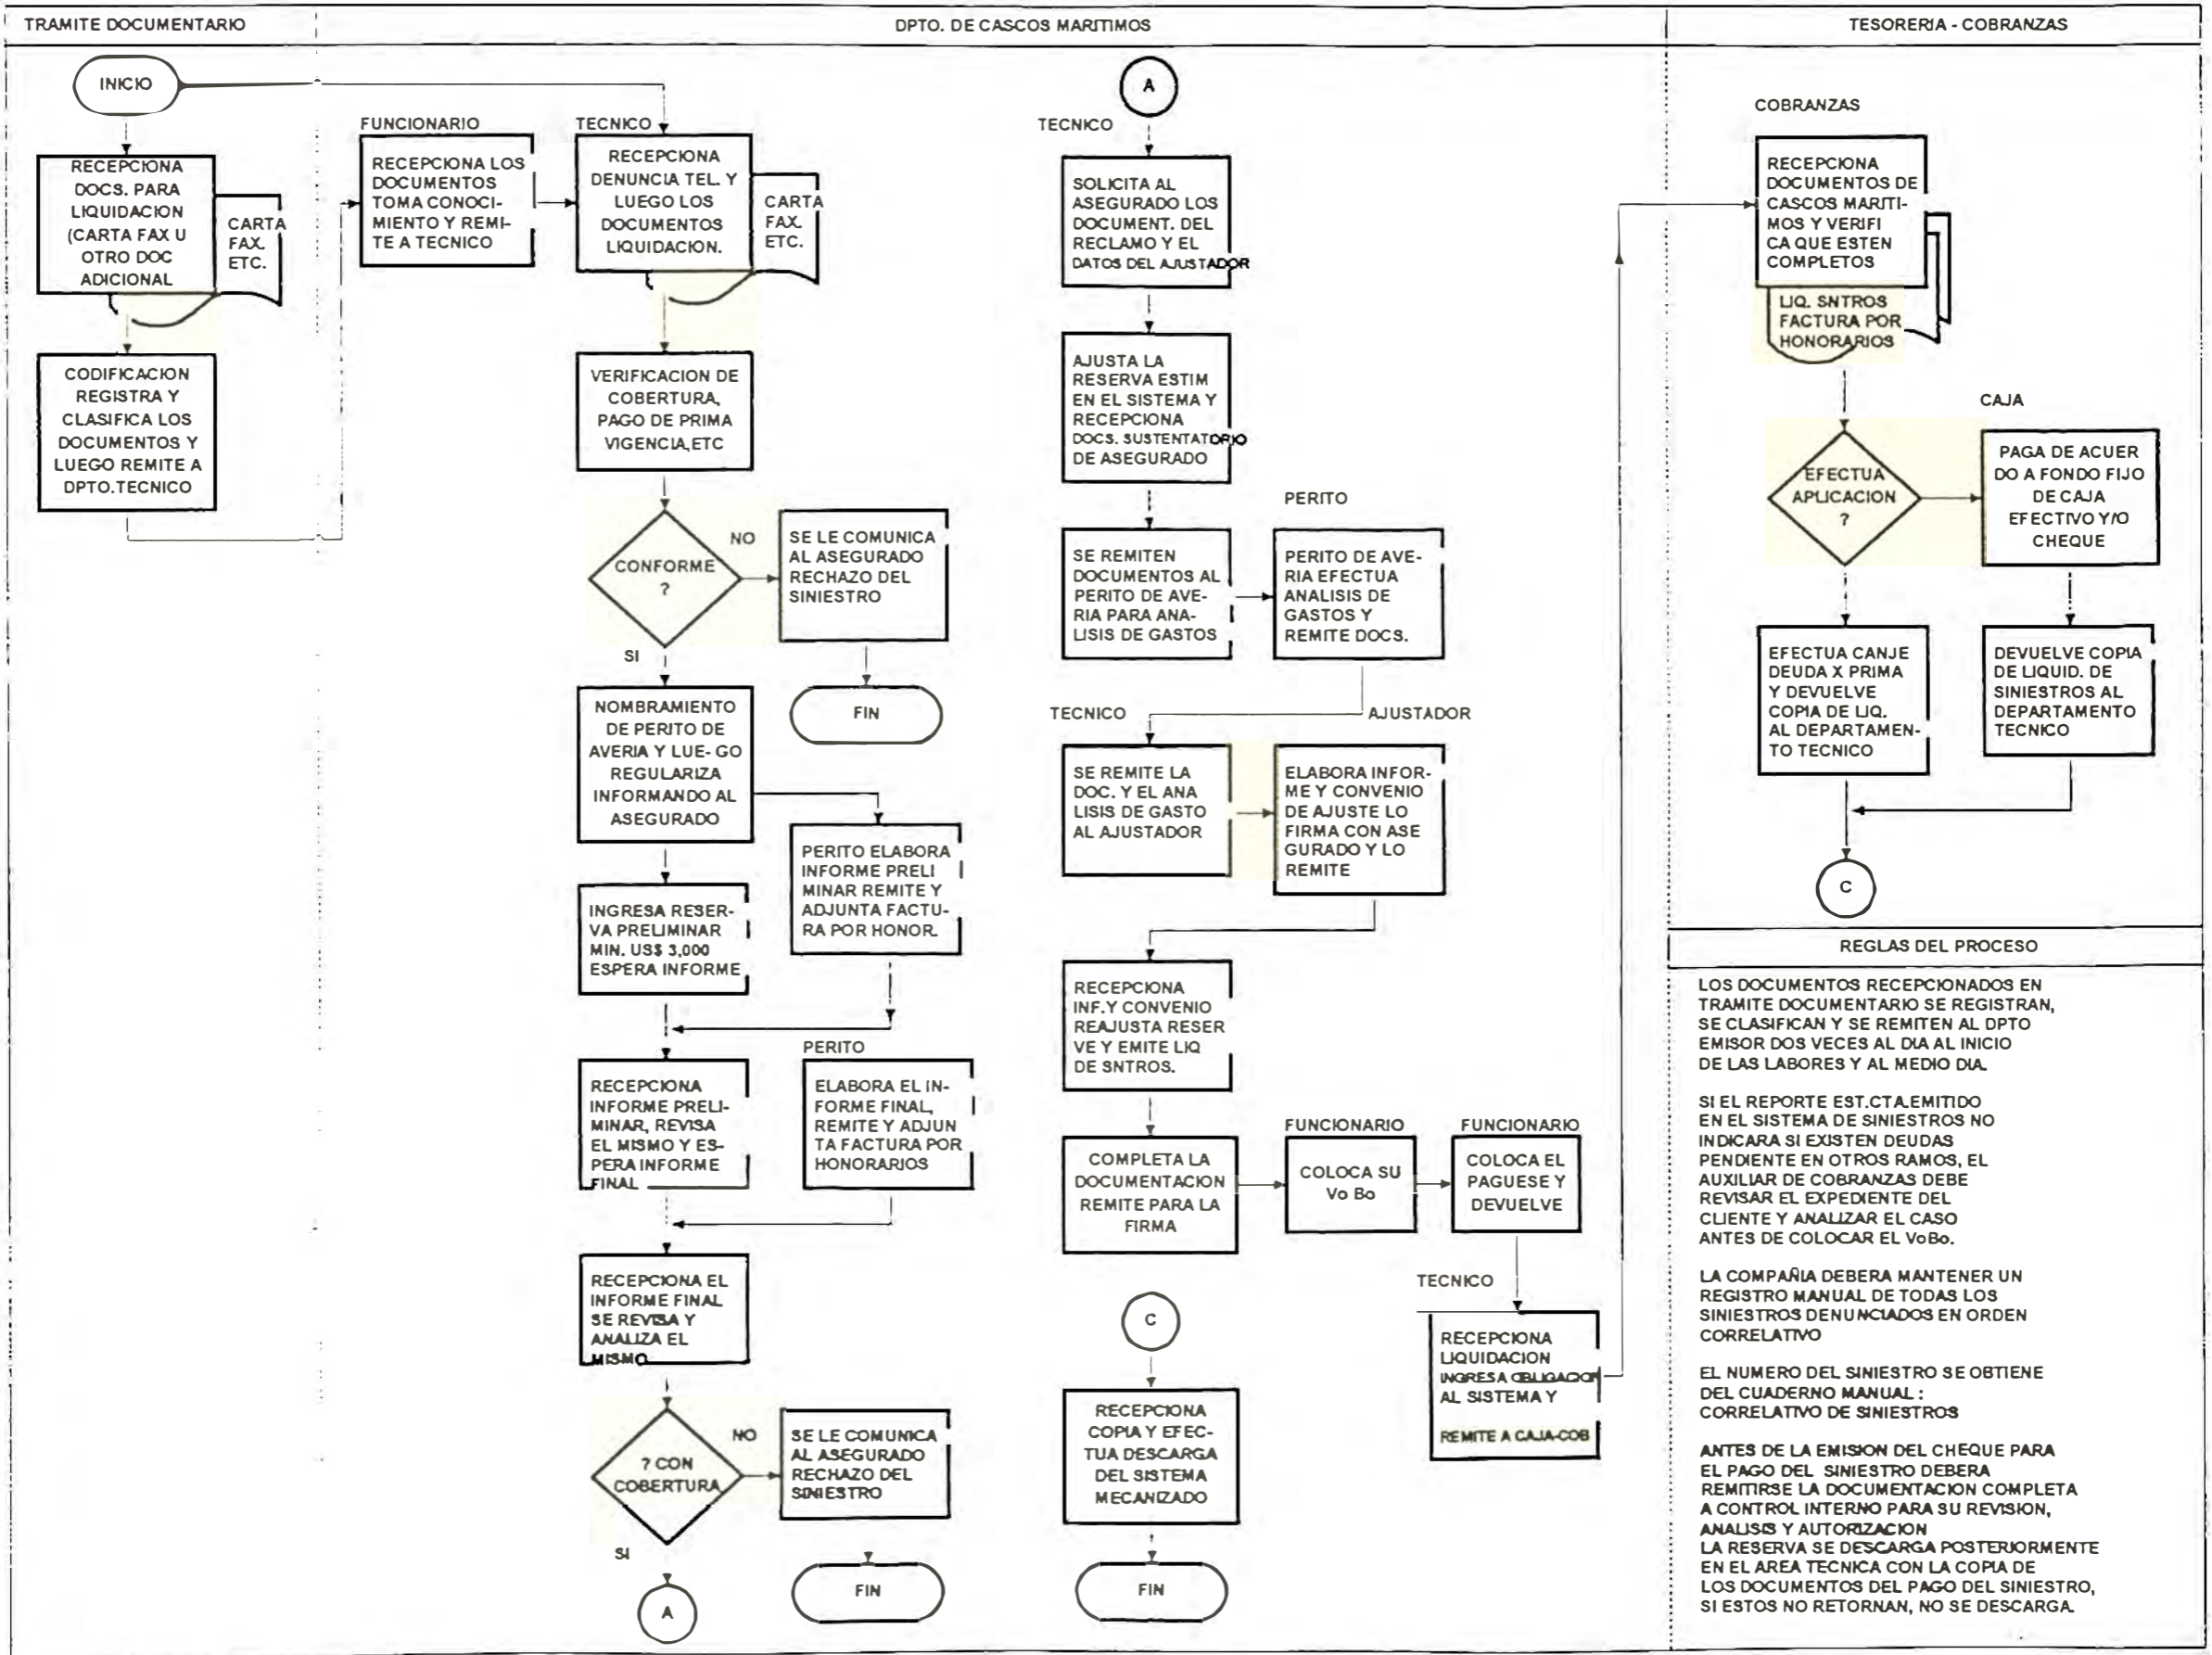 TRAMITE DOCUMENTARIO
DPTO. DE CASCOS MARITIMOS
TESORERIA - COBRANZAS
INICIO
RECEPCIONA
DOCS. PARA
LIQUIDACION
(CARTA FAX U
OTRO DOC
ADICIONAL
CARTA
FAX.
ETC.
CODIFICACION
REGISTRA Y
CLASIFICA LOS
DOCUMENTOS Y
LUEGO REMITE A
DPTO.TECNICO
FUNCIONARIO
RECEPCIONA LOS
DOCUMENTOS
TOMA CONOCI-
MIENTO Y REMI-
TE A TECNICO
TECNICO
RECEPCIONA
DENUNCIA TEL. Y
LUEGO LOS
DOCUMENTOS
LIQUIDACION.
CARTA
FAX.
ETC.
VERIFICACION DE
COBERTURA,
PAGO DE PRIMA
VIGENCIA,ETC
CONFORME
?
NO
SE LE COMUNICA
AL ASEGURADO
RECHAZO DEL
SINIESTRO
FIN
SI
NOMBRAMIENTO
DE PERITO DE
AVERIA Y LUE- GO
REGULARIZA
INFORMANDO AL
ASEGURADO
PERITO ELABORA
INFORME PRELI
MINAR REMITE Y
ADJUNTA FACTU-
RA POR HONOR.
INGRESA RESER-
VA PRELIMINAR
MIN. US$ 3,000
ESPERA INFORME
RECEPCIONA
INFORME PRELI-
MINAR, REVISA
EL MISMO Y ES-
PERA INFORME
FINAL
PERITO
ELABORA EL IN-
FORME FINAL,
REMITE Y ADJUN
TA FACTURA POR
HONORARIOS
RECEPCIONA EL
INFORME FINAL
SE REVISA Y
ANALIZA EL
MISMO
? CON
COBERTURA
NO
SE LE COMUNICA
AL ASEGURADO
RECHAZO DEL
SINIESTRO
FIN
SI
A
A
TECNICO
SOLICITA AL
ASEGURADO LOS
DOCUMENT. DEL
RECLAMO Y EL
DATOS DEL AJUSTADOR
AJUSTA LA
RESERVA ESTIM
EN EL SISTEMA Y
RECEPCIONA
DOCS. SUSTENTATORIO
DE ASEGURADO
SE REMITEN
DOCUMENTOS AL
PERITO DE AVE-
RIA PARA ANA-
LISIS DE GASTOS
PERITO
PERITO DE AVE-
RIA EFECTUA
ANALISIS DE
GASTOS Y
REMITE DOCS.
TECNICO
SE REMITE LA
DOC. Y EL ANA
LISIS DE GASTO
AL AJUSTADOR
AJUSTADOR
ELABORA INFOR-
ME Y CONVENIO
DE AJUSTE LO
FIRMA CON ASE
GURADO Y LO
REMITE
RECEPCIONA
INF.Y CONVENIO
REAJUSTA RESER
VE Y EMITE LIQ
DE SNTROS.
COMPLETA LA
DOCUMENTACION
REMITE PARA LA
FIRMA
FUNCIONARIO
COLOCA SU
Vo Bo
FUNCIONARIO
COLOCA EL
PAGUESE Y
DEVUELVE
TECNICO
RECEPCIONA
LIQUIDACION
INGRESA OBLIGACION
AL SISTEMA Y
REMITE A CAJA-COB
C
RECEPCIONA
COPIA Y EFEC-
TUA DESCARGA
DEL SISTEMA
MECANIZADO
FIN
COBRANZAS
RECEPCIONA
DOCUMENTOS DE
CASCOS MARITI-
MOS Y VERIFI
CA QUE ESTEN
COMPLETOS
LIQ. SNTROS
FACTURA POR
HONORARIOS
EFECTUA
APLICACION
?
CAJA
PAGA DE ACUER
DO A FONDO FIJO
DE CAJA
EFECTIVO Y/O
CHEQUE
EFECTUA CANJE
DEUDA X PRIMA
Y DEVUELVE
COPIA DE LIQ.
AL DEPARTAMEN-
TO TECNICO
DEVUELVE COPIA
DE LIQUID. DE
SINIESTROS AL
DEPARTAMENTO
TECNICO
C
REGLAS DEL PROCESO
LOS DOCUMENTOS RECEPCIONADOS EN
TRAMITE DOCUMENTARIO SE REGISTRAN,
SE CLASIFICAN Y SE REMITEN AL DPTO
EMISOR DOS VECES AL DIA AL INICIO
DE LAS LABORES Y AL MEDIO DIA.
SI EL REPORTE EST.CTA.EMITIDO
EN EL SISTEMA DE SINIESTROS NO
INDICARA SI EXISTEN DEUDAS
PENDIENTE EN OTROS RAMOS, EL
AUXILIAR DE COBRANZAS DEBE
REVISAR EL EXPEDIENTE DEL
CLIENTE Y ANALIZAR EL CASO
ANTES DE COLOCAR EL VoBo.
LA COMPAÑIA DEBERA MANTENER UN
REGISTRO MANUAL DE TODAS LOS
SINIESTROS DENUNCIADOS EN ORDEN
CORRELATIVO
EL NUMERO DEL SINIESTRO SE OBTIENE
DEL CUADERNO MANUAL :
CORRELATIVO DE SINIESTROS
ANTES DE LA EMISION DEL CHEQUE PARA
EL PAGO DEL SINIESTRO DEBERA
REMITIRSE LA DOCUMENTACION COMPLETA
A CONTROL INTERNO PARA SU REVISION,
ANALISIS Y AUTORIZACION
LA RESERVA SE DESCARGA POSTERIORMENTE
EN EL AREA TECNICA CON LA COPIA DE
LOS DOCUMENTOS DEL PAGO DEL SINIESTRO,
SI ESTOS NO RETORNAN, NO SE DESCARGA.